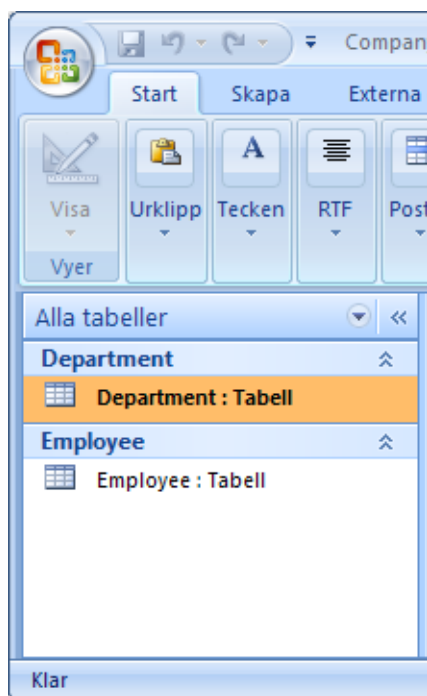 Compan
Start Skapa Externa
Visa Urklipp Tecken RTF Post
Vyer
Alla tabeller
Department
Department : Tabell
Employee
Employee : Tabell
Klar